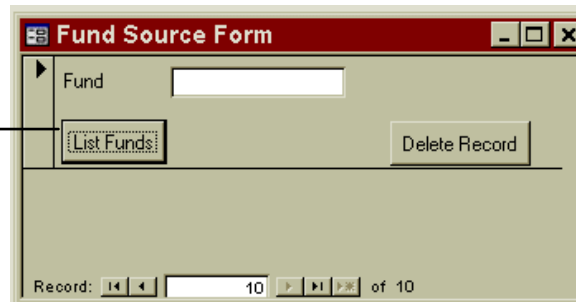 Fund Source Form
Fund
List Funds
Delete Record
Record: 10 of 10